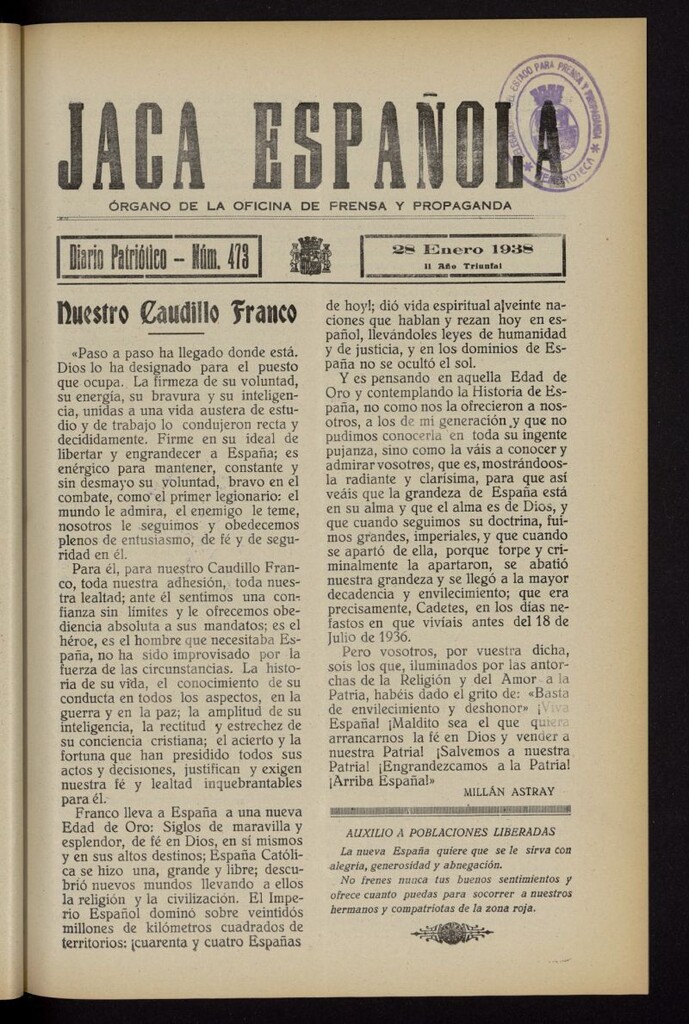 JACA ESPAÑOLA
ÓRGANO DE LA OFICINA DE PRENSA Y PROPAGANDA
ESTADO PARA PRENSA Y PROPAGANDA
HEMEROTECA
Diario Patriótico — Núm. 473
28 Enero 1938
II Año Triunfal
Nuestro Caudillo Franco
«Paso a paso ha llegado donde está.
Dios lo ha designado para el puesto
que ocupa. La firmeza de su voluntad,
su energía, su bravura y su inteligen-
cia, unidas a una vida austera de estu-
dio y de trabajo lo condujeron recta y
decididamente. Firme en su ideal de
libertar y engrandecer a España; es
enérgico para mantener, constante y
sin desmayo su voluntad, bravo en el
combate, como el primer legionario: el
mundo le admira, el enemigo le teme,
nosotros le seguimos y obedecemos
plenos de entusiasmo, de fé y de segu-
ridad en él.
Para él, para nuestro Caudillo Fran-
co, toda nuestra adhesión, toda nues-
tra lealtad; ante él sentimos una con-
fianza sin límites y le ofrecemos obe-
diencia absoluta a sus mandatos; es el
héroe, es el hombre que necesitaba Es-
paña, no ha sido improvisado por la
fuerza de las circunstancias. La histo-
ria de su vida, el conocimiento de su
conducta en todos los aspectos, en la
guerra y en la paz; la amplitud de su
inteligencia, la rectitud y estrechez de
su conciencia cristiana; el acierto y la
fortuna que han presidido todos sus
actos y decisiones, justifican y exigen
nuestra fé y lealtad inquebrantables
para él.
Franco lleva a España a una nueva
Edad de Oro: Siglos de maravilla y
esplendor, de fé en Dios, en sí mismos
y en sus altos destinos; España Católi-
ca se hizo una, grande y libre; descu-
brió nuevos mundos llevando a ellos
la religión y la civilización. El Impe-
rio Español dominó sobre veintidós
millones de kilómetros cuadrados de
territorios: ¡cuarenta y cuatro Españas
de hoy!; dió vida espiritual a veinte na-
ciones que hablan y rezan hoy en es-
pañol, llevándoles leyes de humanidad
y de justicia, y en los dominios de Es-
paña no se ocultó el sol.
Y es pensando en aquella Edad de
Oro y contemplando la Historia de Es-
paña, no como nos la ofrecieron a nos-
otros, a los de mi generación y que no
pudimos conocerla en toda su ingente
pujanza, sino como la váis a conocer y
admirar vosotros, que es, mostrándoos-
la radiante y clarísima, para que así
veáis que la grandeza de España está
en su alma y que el alma es de Dios, y
que cuando seguimos su doctrina, fui-
mos grandes, imperiales, y que cuando
se apartó de ella, porque torpe y cri-
minalmente la apartaron, se abatió
nuestra grandeza y se llegó a la mayor
decadencia y envilecimiento; que era
precisamente, Cadetes, en los días ne-
fastos en que vivíais antes del 18 de
Julio de 1936.
Pero vosotros, por vuestra dicha,
sois los que, iluminados por las antor-
chas de la Religión y del Amor a la
Patria, habéis dado el grito de: «Basta
de envilecimiento y deshonor» ¡Viva
España! ¡Maldito sea el que quiera
arrancarnos la fé en Dios y vender a
nuestra Patria! ¡Salvemos a nuestra
Patria! ¡Engrandezcamos a la Patria!
¡Arriba España!»
MILLÁN ASTRAY
AUXILIO A POBLACIONES LIBERADAS
La nueva España quiere que se le sirva con
alegría, generosidad y abnegación.
No frenes nunca tus buenos sentimientos y
ofrece cuanto puedas para socorrer a nuestros
hermanos y compatriotas de la zona roja.